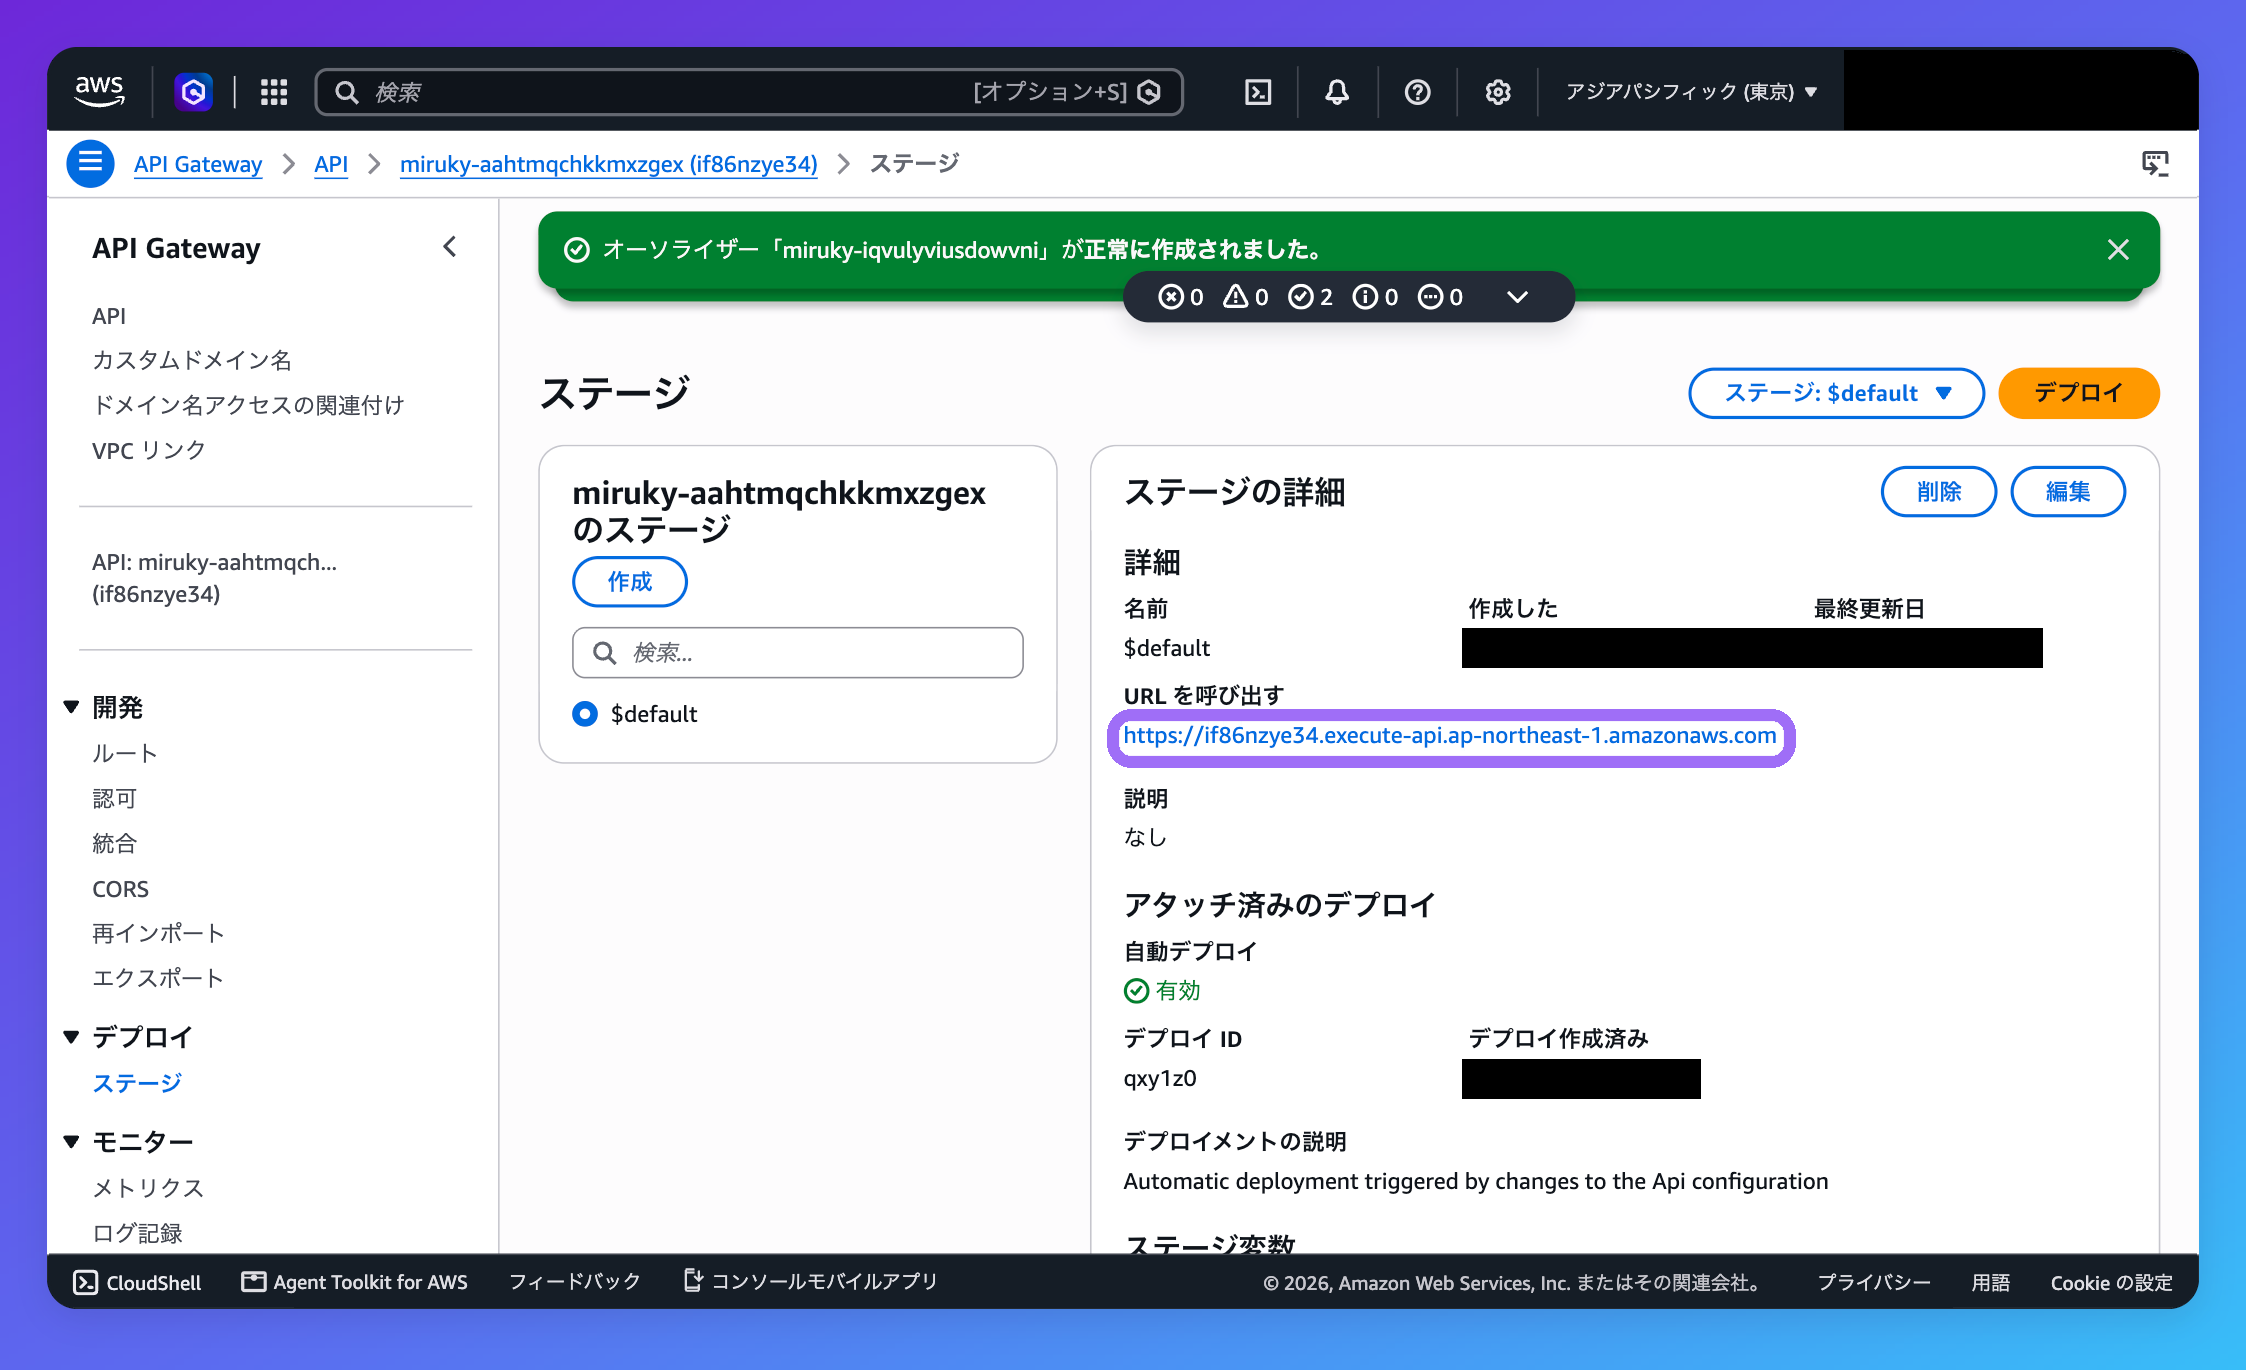 aws
検索
[オプション+S]
アジアパシフィック (東京) ▼
API Gateway
API
miruky-aahtmqchkkmxzgex (if86nzye34)
ステージ
API Gateway
API
カスタムドメイン名
ドメイン名アクセスの関連付け
VPC リンク
API: miruky-aahtmqch...
(if86nzye34)
開発
ルート
認可
統合
CORS
再インポート
エクスポート
デプロイ
ステージ
モニター
メトリクス
ログ記録
オーソライザー「miruky-iqvulyviusdowvni」が正常に作成されました。
0 0 2 0 0
ステージ
ステージ: $default ▼
デプロイ
miruky-aahtmqchkkmxzgex
のステージ
作成
検索...
$default
ステージの詳細
削除
編集
詳細
名前
作成した
最終更新日
$default
URL を呼び出す
https://if86nzye34.execute-api.ap-northeast-1.amazonaws.com
説明
なし
アタッチ済みのデプロイ
自動デプロイ
有効
デプロイ ID
デプロイ作成済み
qxy1z0
デプロイメントの説明
Automatic deployment triggered by changes to the Api configuration
ステージ変数
CloudShell
Agent Toolkit for AWS
フィードバック
コンソールモバイルアプリ
© 2026, Amazon Web Services, Inc. またはその関連会社。
プライバシー
用語
Cookie の設定